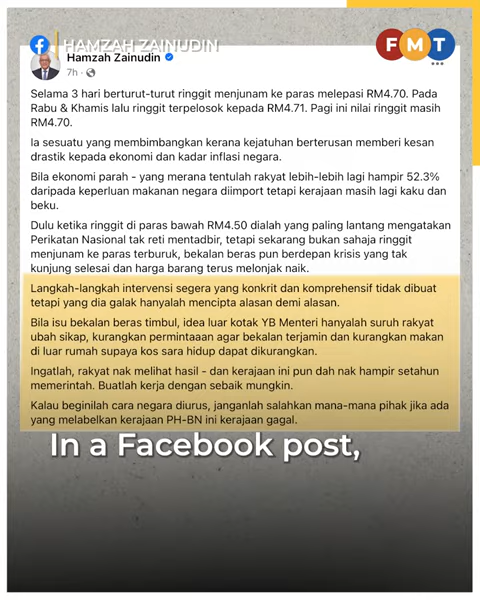 HAMZAH ZAINUDIN
FMT
Hamzah Zainudin
7h
Selama 3 hari berturut-turut ringgit menjunam ke paras melepasi RM4.70. Pada
Rabu & Khamis lalu ringgit terpelosok kepada RM4.71. Pagi ini nilai ringgit masih
RM4.70.
Ia sesuatu yang membimbangkan kerana kejatuhan berterusan memberi kesan
drastik kepada ekonomi dan kadar inflasi negara.
Bila ekonomi parah - yang merana tentulah rakyat lebih-lebih lagi hampir 52.3%
daripada keperluan makanan negara diimport tetapi kerajaan masih lagi kaku dan
beku.
Dulu ketika ringgit di paras bawah RM4.50 dialah yang paling lantang mengatakan
Perikatan Nasional tak reti mentadbir, tetapi sekarang bukan sahaja ringgit
menjunam ke paras terburuk, bekalan beras pun berdepan krisis yang tak
kunjung selesai dan harga barang terus melonjak naik.
Langkah-langkah intervensi segera yang konkrit dan komprehensif tidak dibuat
tetapi yang dia galak hanyalah mencipta alasan demi alasan.
Bila isu bekalan beras timbul, idea luar kotak YB Menteri hanyalah suruh rakyat
ubah sikap, kurangkan permintaaan agar bekalan terjamin dan kurangkan makan
di luar rumah supaya kos sara hidup dapat dikurangkan.
Ingatlah, rakyat nak melihat hasil - dan kerajaan ini pun dah nak hampir setahun
memerintah. Buatlah kerja dengan sebaik mungkin.
Kalau beginilah cara negara diurus, janganlah salahkan mana-mana pihak jika ada
yang melabelkan kerajaan PH-BN ini kerajaan gagal.
In a Facebook post,